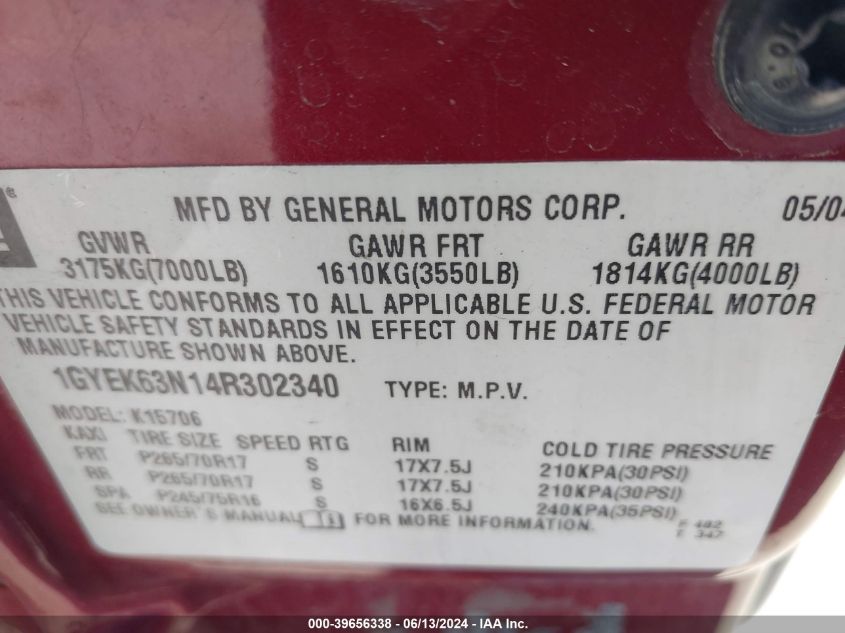 MFD BY GENERAL MOTORS CORP. 05/04
GVWR GAWR FRT GAWR RR
3175KG(7000LB) 1610KG(3550LB) 1814KG(4000LB)
THIS VEHICLE CONFORMS TO ALL APPLICABLE U.S. FEDERAL MOTOR
VEHICLE SAFETY STANDARDS IN EFFECT ON THE DATE OF
MANUFACTURE SHOWN ABOVE.
1GYEK63N14R302340 TYPE: M.P.V.
MODEL: K15706
KAXI TIRE SIZE SPEED RTG RIM COLD TIRE PRESSURE
FRT P265/70R17 S 17X7.5J 210KPA(30PSI)
RR P265/70R17 S 17X7.5J 210KPA(30PSI)
SPA P245/75R16 S 16X6.5J 240KPA(35PSI)
SEE OWNER'S MANUAL FOR MORE INFORMATION.
F 482
T 347
000-39656338 - 06/13/2024 - IAA Inc.